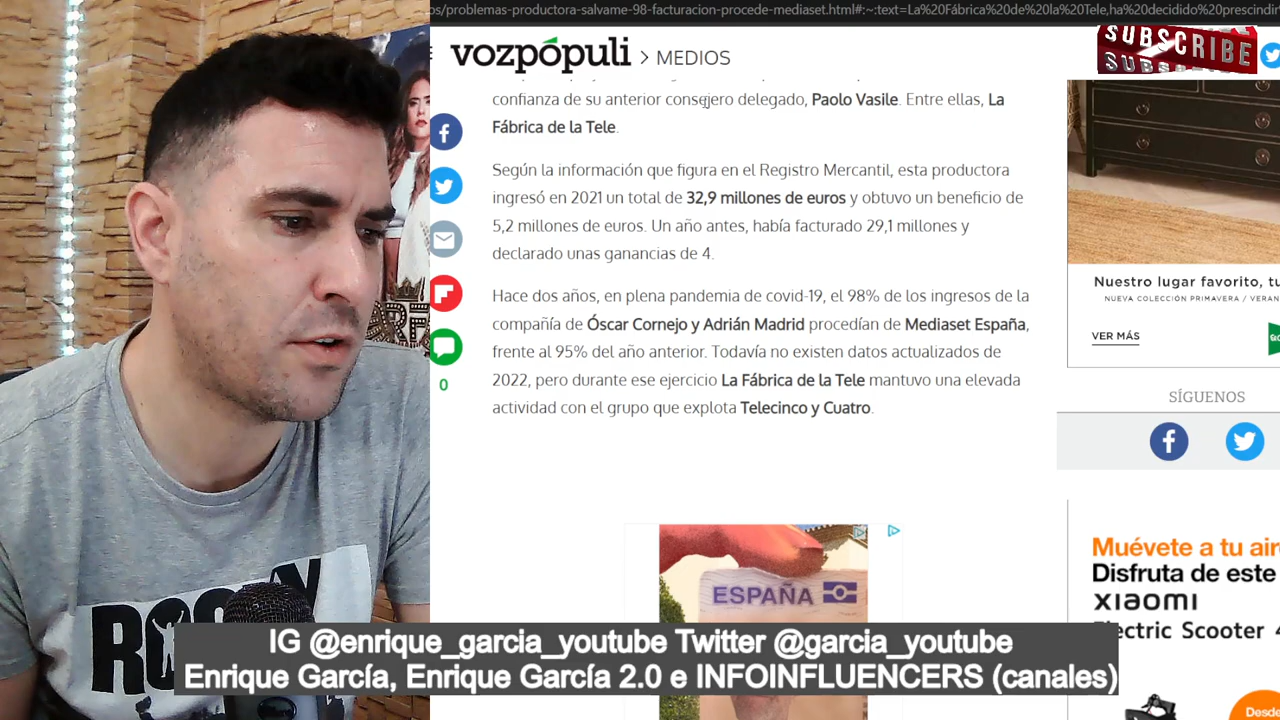 os/problemas-productora-salvame-98-facturacion-procede-mediaset.html#:~:text=La%20Fábrica%20de%20la%20Tele,ha%20decidido%20prescindir
vozpópuli > MEDIOS
SUBSCRIBE
confianza de su anterior consejero delegado, Paolo Vasile. Entre ellas, La
Fábrica de la Tele.
Según la información que figura en el Registro Mercantil, esta productora
ingresó en 2021 un total de 32,9 millones de euros y obtuvo un beneficio de
5,2 millones de euros. Un año antes, había facturado 29,1 millones y
declarado unas ganancias de 4.
Hace dos años, en plena pandemia de covid-19, el 98% de los ingresos de la
compañía de Óscar Cornejo y Adrián Madrid procedían de Mediaset España,
frente al 95% del año anterior. Todavía no existen datos actualizados de
2022, pero durante ese ejercicio La Fábrica de la Tele mantuvo una elevada
actividad con el grupo que explota Telecinco y Cuatro.
0
Nuestro lugar favorito, tu
NUEVA COLECCIÓN PRIMAVERA / VERAN
VER MÁS
SÍGUENOS
Muévete a tu aire
Disfruta de este
xiaomi
Electric Scooter 4
Desde
ESPAÑA
IG @enrique_garcia_youtube Twitter @garcia_youtube
Enrique García, Enrique García 2.0 e INFOINFLUENCERS (canales)